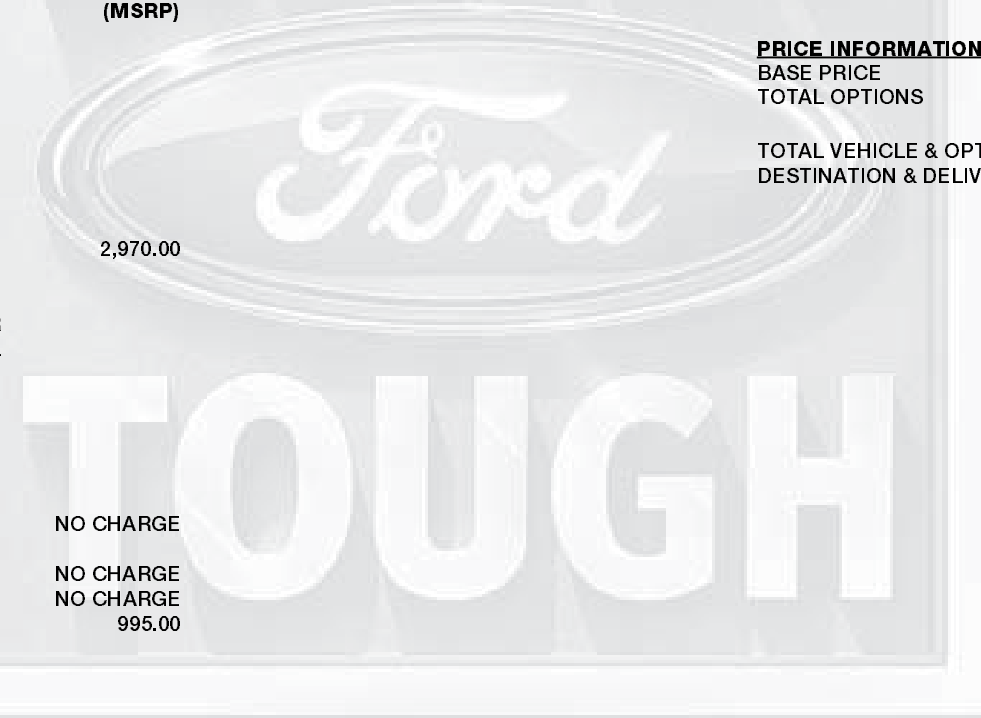 (MSRP)
PRICE INFORMATION
BASE PRICE
TOTAL OPTIONS
TOTAL VEHICLE & OPT
DESTINATION & DELIV
Ford
2,970.00
TOUGH
NO CHARGE
NO CHARGE
NO CHARGE
995.00